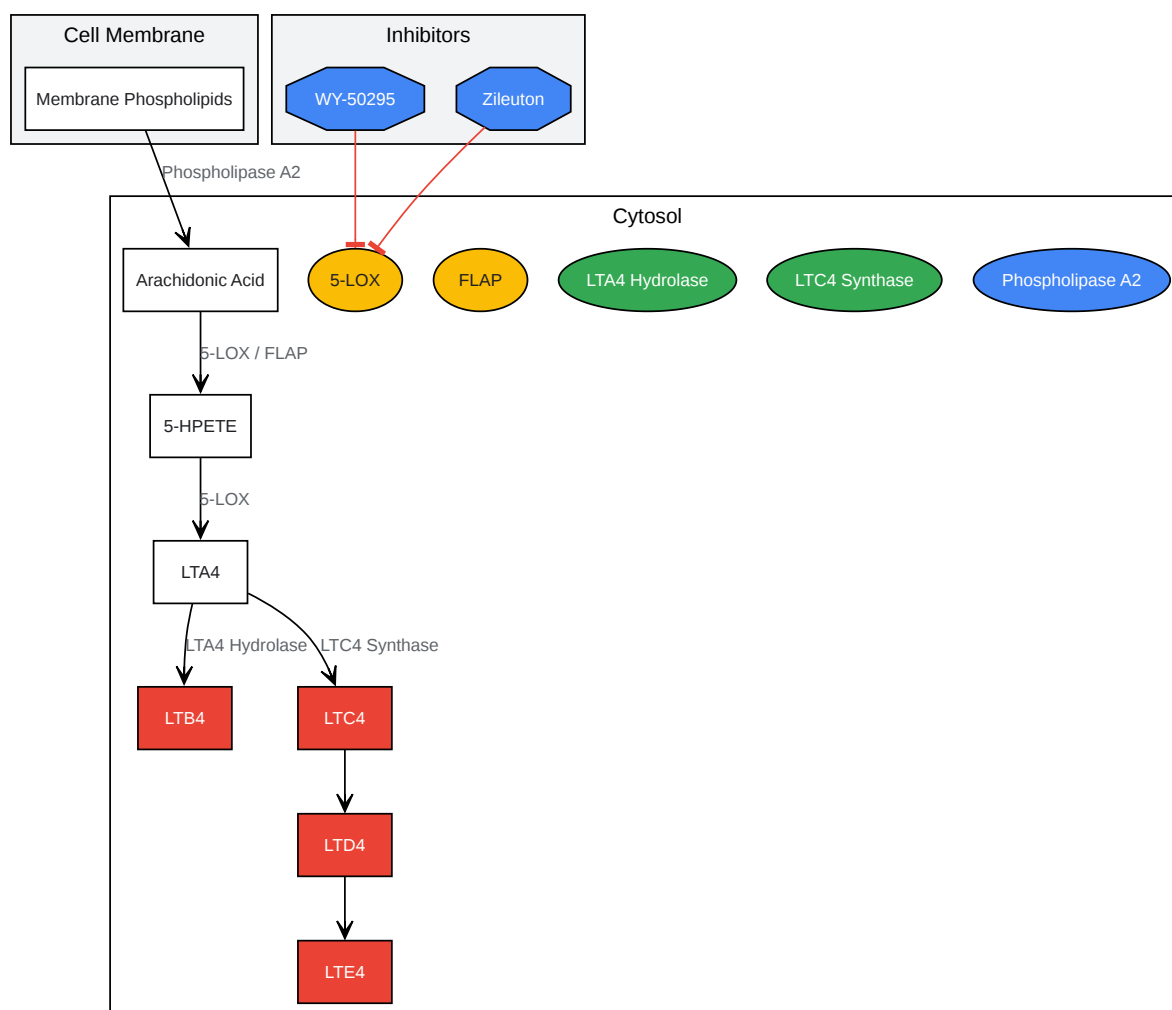 Cell Membrane
Inhibitors
Membrane Phospholipids
WY-50295
Zileuton
Phospholipase A2
Cytosol
Arachidonic Acid
5-LOX
FLAP
LTA4 Hydrolase
LTC4 Synthase
Phospholipase A2
5-LOX / FLAP
5-HPETE
5-LOX
LTA4
LTA4 Hydrolase
LTC4 Synthase
LTB4
LTC4
LTD4
LTE4